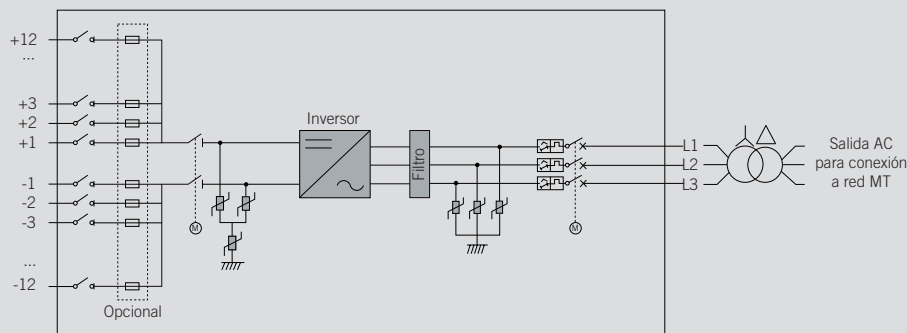 +12
...
+3
+2
+1
-1
-2
-3
...
-12
Opcional
M
Inversor
Filtro
M
L1
L2
L3
Salida AC
para conexión
a red MT